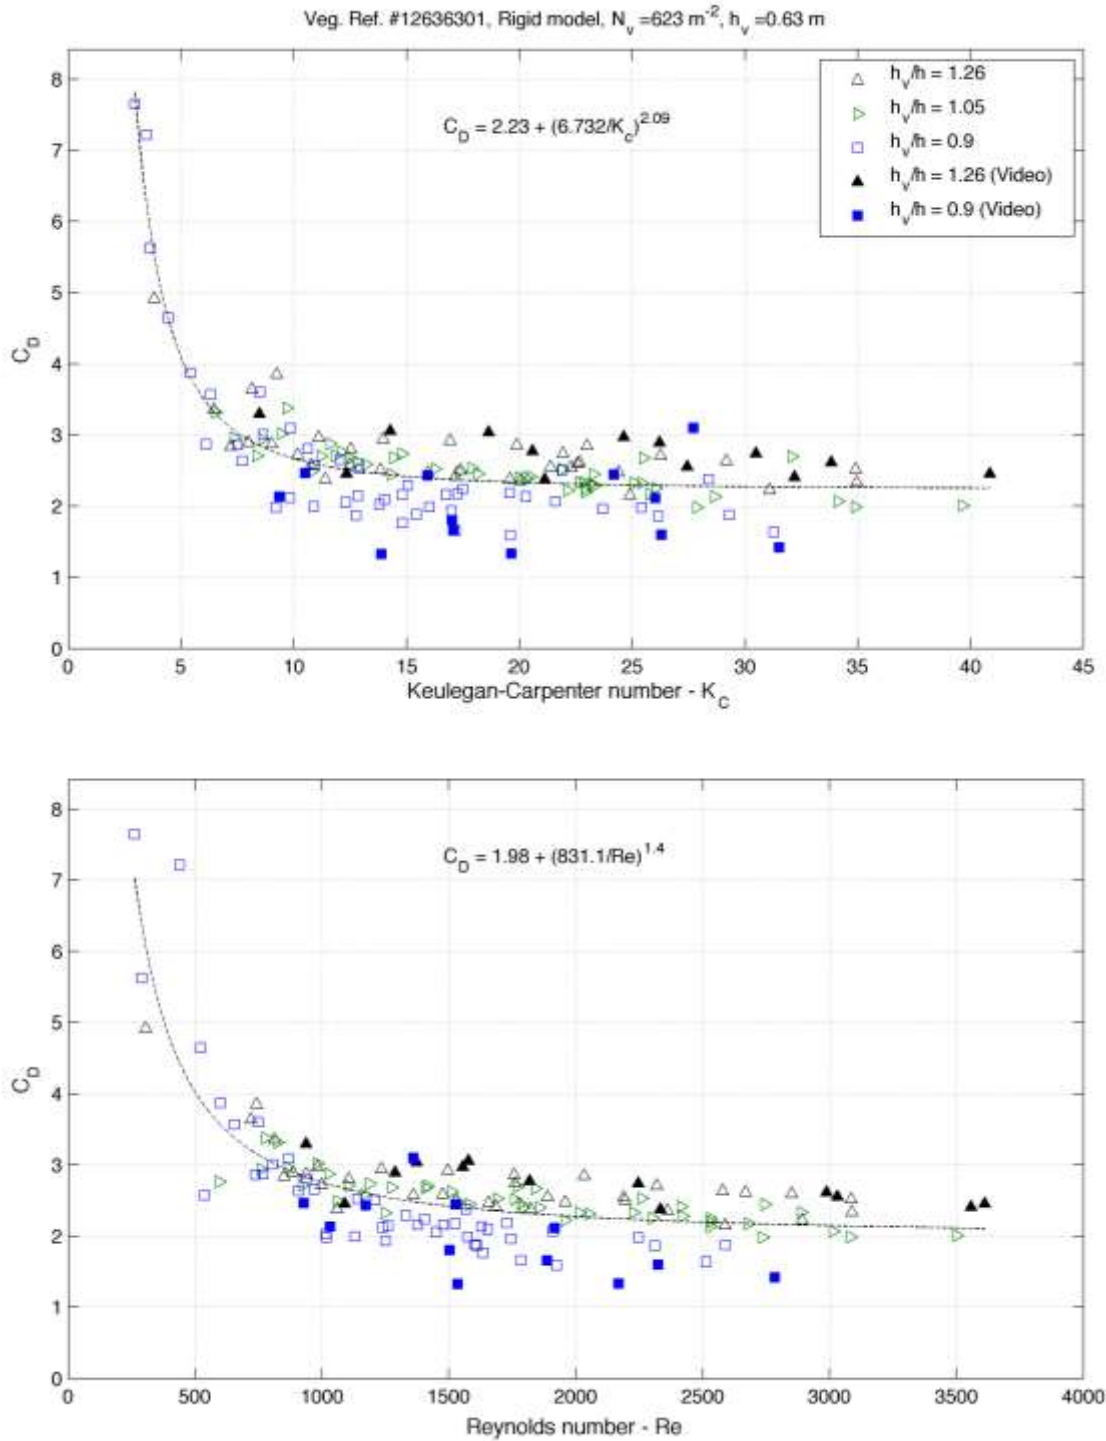 Veg. Ref. #12636301, Rigid model, N_v =623 m^-2, h_v =0.63 m
8
7
6
5
4
3
2
1
0
C_D
C_D = 2.23 + (6.732/K_c)^2.09
h_v/h = 1.26
h_v/h = 1.05
h_v/h = 0.9
h_v/h = 1.26 (Video)
h_v/h = 0.9 (Video)
0 5 10 15 20 25 30 35 40 45
Keulegan-Carpenter number - K_C
8
7
6
5
4
3
2
1
0
C_D
C_D = 1.98 + (831.1/Re)^1.4
0 500 1000 1500 2000 2500 3000 3500 4000
Reynolds number - Re